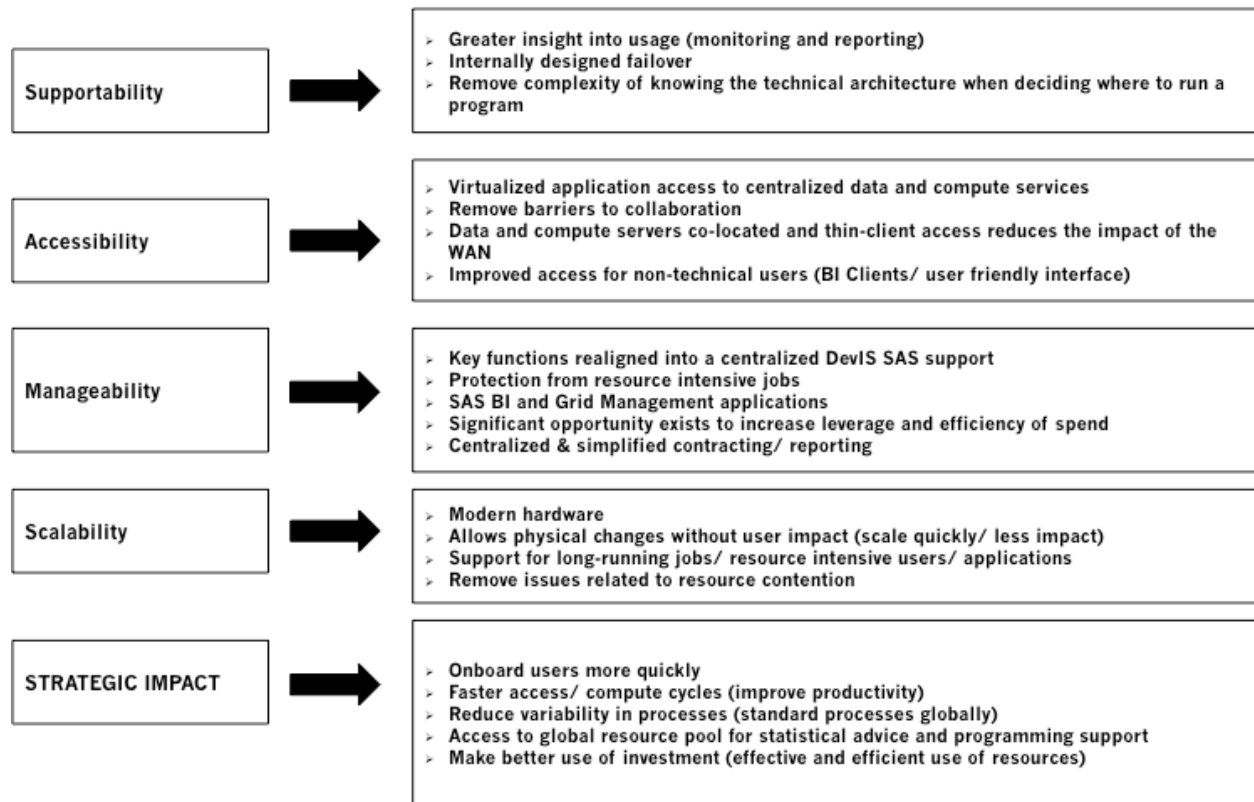 Supportability
➢ Greater insight into usage (monitoring and reporting)
➢ Internally designed failover
➢ Remove complexity of knowing the technical architecture when deciding where to run a
program
Accessibility
➢ Virtualized application access to centralized data and compute services
➢ Remove barriers to collaboration
➢ Data and compute servers co-located and thin-client access reduces the impact of the
WAN
➢ Improved access for non-technical users (BI Clients/ user friendly interface)
Manageability
➢ Key functions realigned into a centralized DevIS SAS support
➢ Protection from resource intensive jobs
➢ SAS BI and Grid Management applications
➢ Significant opportunity exists to increase leverage and efficiency of spend
➢ Centralized & simplified contracting/ reporting
Scalability
➢ Modern hardware
➢ Allows physical changes without user impact (scale quickly/ less impact)
➢ Support for long-running jobs/ resource intensive users/ applications
➢ Remove issues related to resource contention
STRATEGIC IMPACT
➢ Onboard users more quickly
➢ Faster access/ compute cycles (improve productivity)
➢ Reduce variability in processes (standard processes globally)
➢ Access to global resource pool for statistical advice and programming support
➢ Make better use of investment (effective and efficient use of resources)